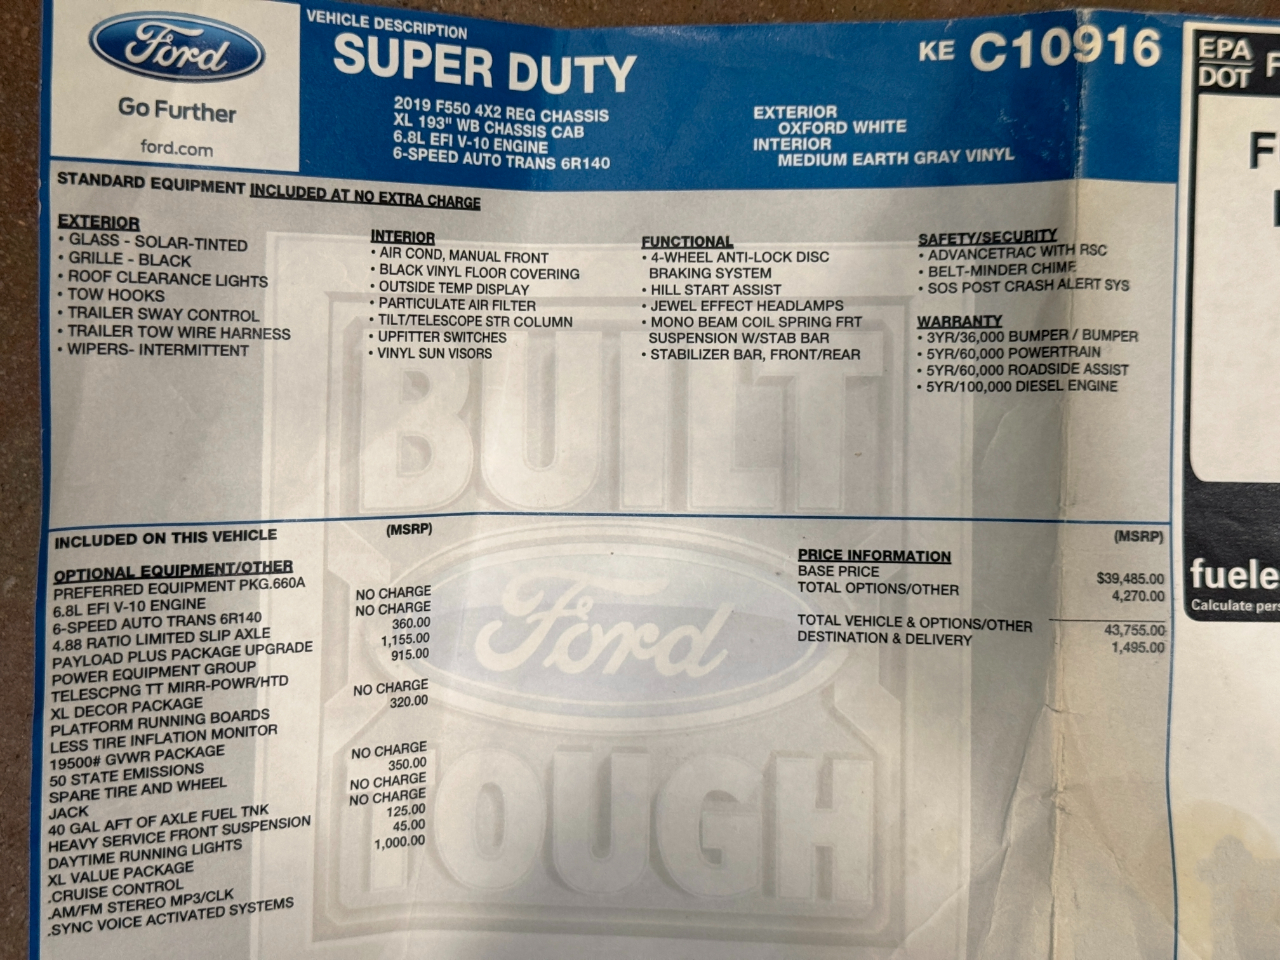 Ford
Go Further
ford.com
VEHICLE DESCRIPTION
SUPER DUTY
2019 F550 4X2 REG CHASSIS
XL 193" WB CHASSIS CAB
6.8L EFI V-10 ENGINE
6-SPEED AUTO TRANS 6R140
EXTERIOR
OXFORD WHITE
INTERIOR
MEDIUM EARTH GRAY VINYL
KE C10916
STANDARD EQUIPMENT INCLUDED AT NO EXTRA CHARGE
EXTERIOR
• GLASS - SOLAR-TINTED
• GRILLE - BLACK
• ROOF CLEARANCE LIGHTS
• TOW HOOKS
• TRAILER SWAY CONTROL
• TRAILER TOW WIRE HARNESS
• WIPERS- INTERMITTENT
INTERIOR
• AIR COND, MANUAL FRONT
• BLACK VINYL FLOOR COVERING
• OUTSIDE TEMP DISPLAY
• PARTICULATE AIR FILTER
• TILT/TELESCOPE STR COLUMN
• UPFITTER SWITCHES
• VINYL SUN VISORS
FUNCTIONAL
• 4-WHEEL ANTI-LOCK DISC
BRAKING SYSTEM
• HILL START ASSIST
• JEWEL EFFECT HEADLAMPS
• MONO BEAM COIL SPRING FRT
SUSPENSION W/STAB BAR
• STABILIZER BAR, FRONT/REAR
SAFETY/SECURITY
• ADVANCETRAC WITH RSC
• BELT-MINDER CHIME
• SOS POST CRASH ALERT SYS
WARRANTY
• 3YR/36,000 BUMPER / BUMPER
• 5YR/60,000 POWERTRAIN
• 5YR/60,000 ROADSIDE ASSIST
• 5YR/100,000 DIESEL ENGINE
BUILT
Ford
TOUGH
INCLUDED ON THIS VEHICLE
(MSRP)
OPTIONAL EQUIPMENT/OTHER
PREFERRED EQUIPMENT PKG.660A
6.8L EFI V-10 ENGINE
6-SPEED AUTO TRANS 6R140
4.88 RATIO LIMITED SLIP AXLE
PAYLOAD PLUS PACKAGE UPGRADE
POWER EQUIPMENT GROUP
TELESCPNG TT MIRR-POWR/HTD
XL DECOR PACKAGE
PLATFORM RUNNING BOARDS
LESS TIRE INFLATION MONITOR
19500# GVWR PACKAGE
50 STATE EMISSIONS
SPARE TIRE AND WHEEL
JACK
40 GAL AFT OF AXLE FUEL TNK
HEAVY SERVICE FRONT SUSPENSION
DAYTIME RUNNING LIGHTS
XL VALUE PACKAGE
.CRUISE CONTROL
.AM/FM STEREO MP3/CLK
.SYNC VOICE ACTIVATED SYSTEMS
NO CHARGE
NO CHARGE
360.00
1,155.00
915.00
NO CHARGE
320.00
NO CHARGE
350.00
NO CHARGE
NO CHARGE
125.00
45.00
1,000.00
PRICE INFORMATION
(MSRP)
BASE PRICE
$39,485.00
TOTAL OPTIONS/OTHER
4,270.00
TOTAL VEHICLE & OPTIONS/OTHER
43,755.00
DESTINATION & DELIVERY
1,495.00
EPA
DOT